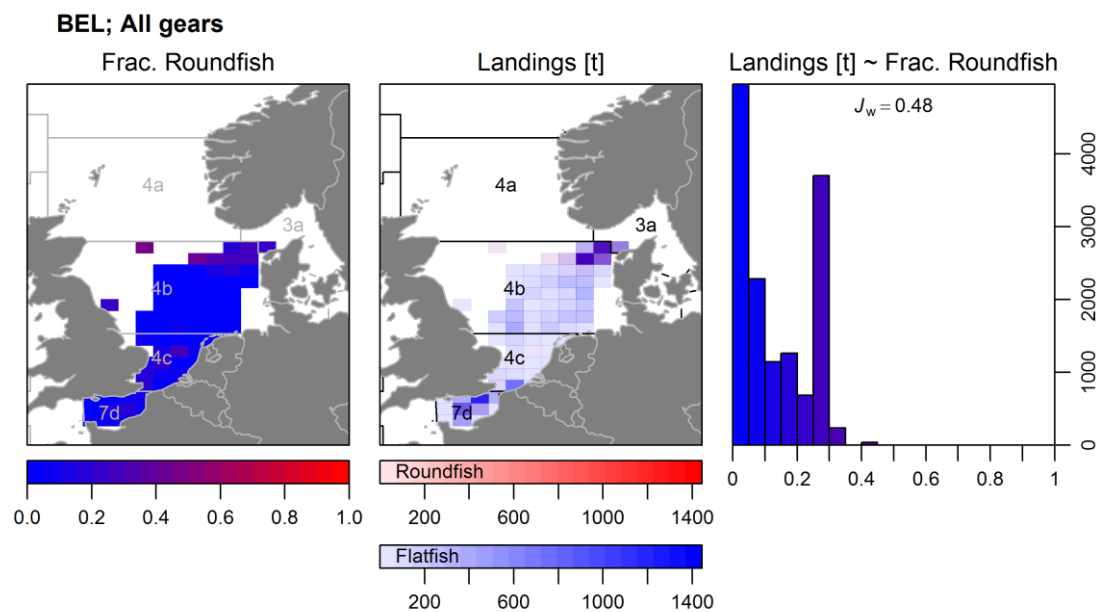 BEL; All gears
Frac. Roundfish
Landings [t]
Landings [t] ~ Frac. Roundfish
4a
3a
4b
4c
7d
4a
3a
4b
4c
7d
J_w = 0.48
0 1000 2000 3000 4000
0 0.2 0.4 0.6 0.8 1
0.0 0.2 0.4 0.6 0.8 1.0
Roundfish
200 600 1000 1400
Flatfish
200 600 1000 1400